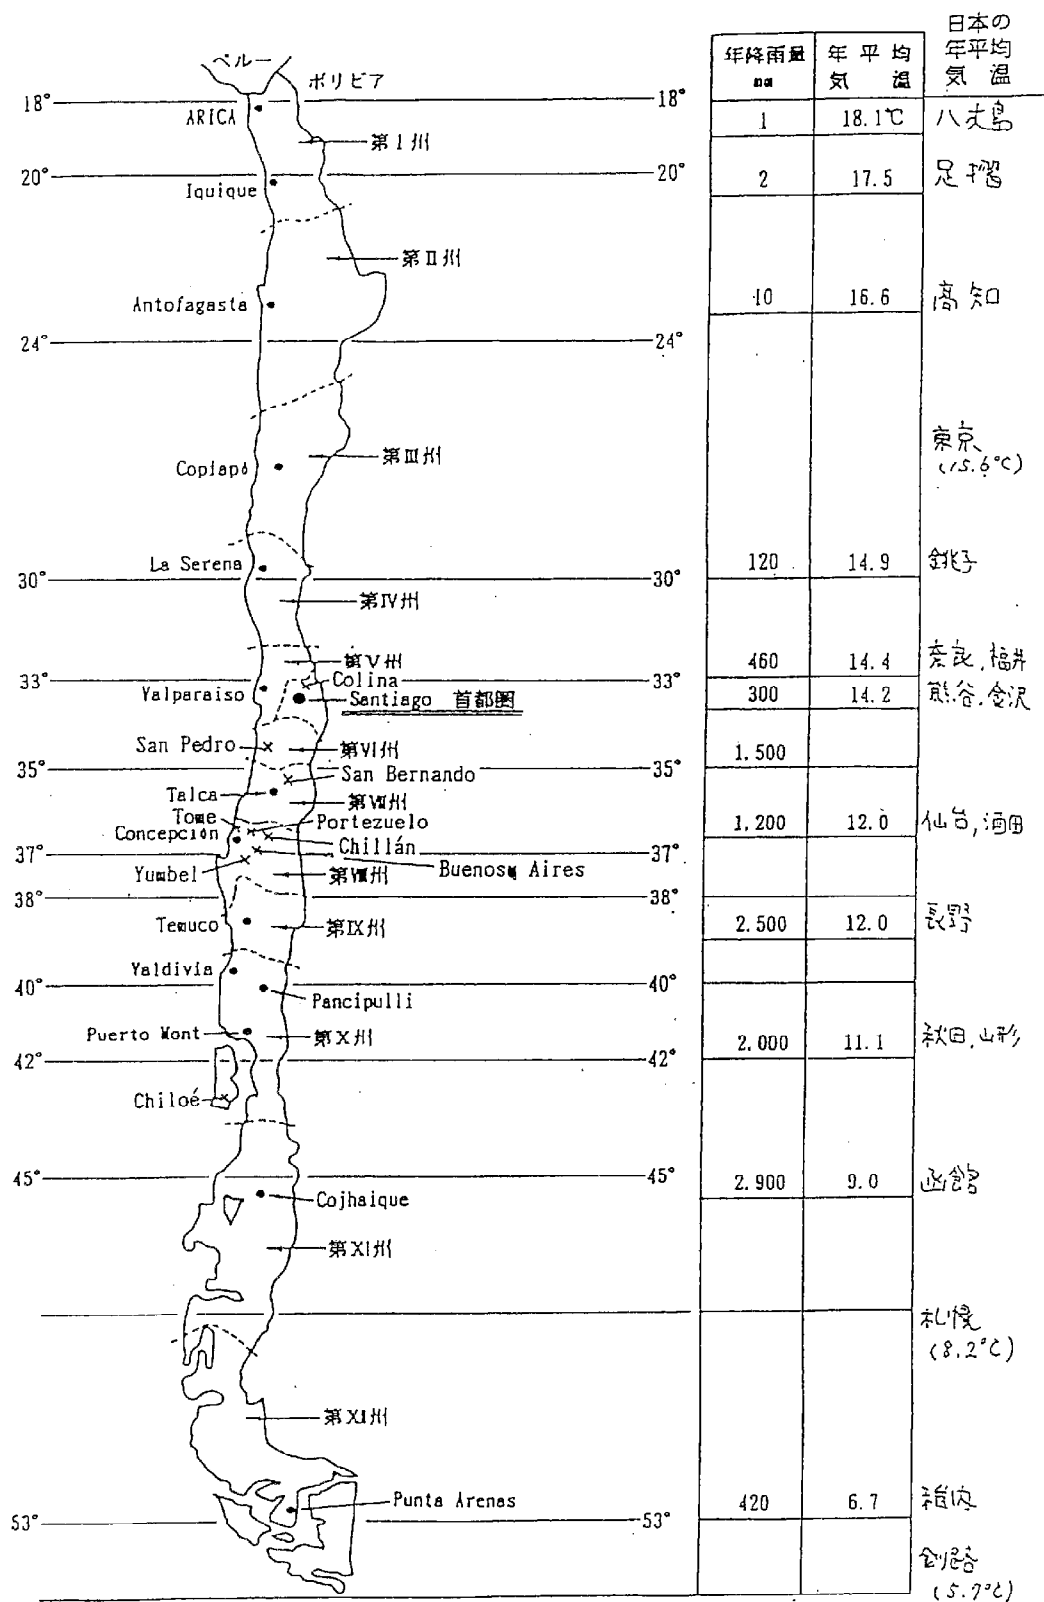 日本の
年平均
気温
年降雨量
mm
年平均
気温
ペルー
ボリビア
18° 18°
ARICA 1 18.1℃ 八丈島
第Ⅰ州
20° 20°
Iquique 2 17.5 足摺
第Ⅱ州
Antofagasta 10 16.6 高知
24° 24°
東京
(15.6℃)
Copiapó 第Ⅲ州
La Serena 120 14.9 銚子
30° 30°
第Ⅳ州
第Ⅴ州 460 14.4 奈良,福井
33° Colina 33°
Valparaiso Santiago 首都圏 300 14.2 熊谷,金沢
San Pedro 第Ⅵ州 1.500
35° 35°
San Bernando
Talca 第Ⅶ州
Tome Portezuelo
Concepción 1.200 12.0 仙台,酒田
Chillán
37° 37°
Yumbel 第Ⅷ州 Buenos Aires
38° 38°
Temuco 第Ⅸ州 2.500 12.0 長野
Valdivia
40° 40°
Pancipulli
Puerto Mont 第Ⅹ州 2.000 11.1 秋田,山形
42° 42°
Chiloé
45° 45°
Cojhaique 2.900 9.0 函館
第XI州
札幌
(8.2℃)
第XII州
Punta Arenas 420 6.7 稚内
53° 53°
釧路
(5.7℃)